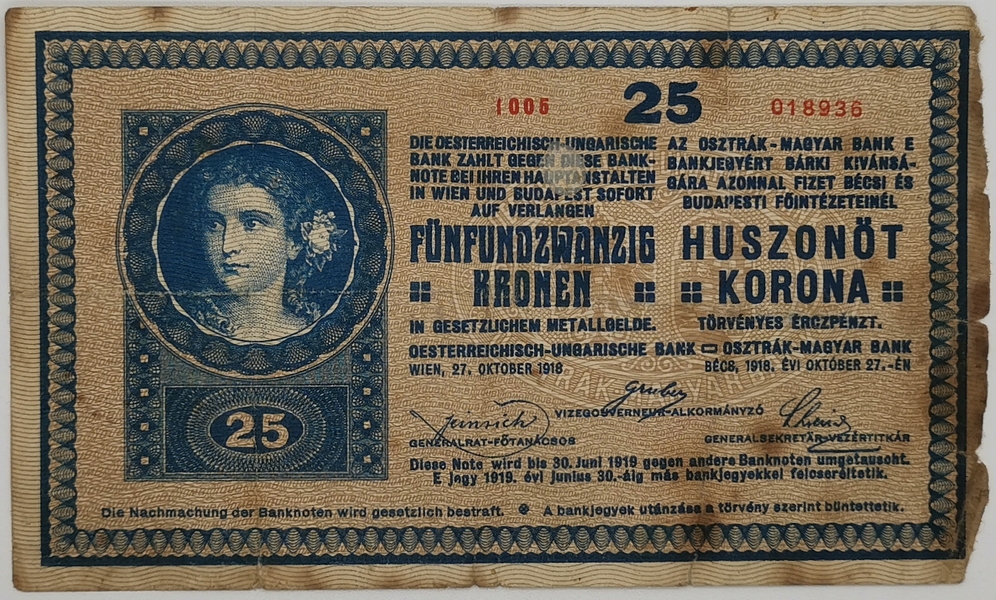 1005 25 018936
DIE OESTERREICHISCH-UNGARISCHE
BANK ZAHLT GEGEN DIESE BANK-
NOTE BEI IHREN HAUPTANSTALTEN
IN WIEN UND BUDAPEST SOFORT
AUF VERLANGEN
FÜNFUNDZWANZIG
KRONEN
IN GESETZLICHEM METALLGELDE.
OESTERREICHISCH-UNGARISCHE BANK
WIEN, 27. OKTOBER 1918
AZ OSZTRÁK-MAGYAR BANK E
BANKJEGYÉRT BÁRKI KIVÁNSÁ-
GÁRA AZONNAL FIZET BÉCSI ÉS
BUDAPESTI FŐINTÉZETEINÉL
HUSZONÖT
KORONA
TÖRVÉNYES ÉRCZPÉNZT.
OSZTRÁK-MAGYAR BANK
BÉCS, 1918. ÉVI OKTÓBER 27.-ÉN
Gruber
VIZEGOUVERNEUR-ALKORMÁNYZÓ
GENERALRAT-FŐTANÁCSOS
GENERALSEKRETÄR-VEZÉRTITKÁR
25
Diese Note wird bis 30. Juni 1919 gegen andere Banknoten umgetauscht.
E jegy 1919. évi junius 30.-áig más bankjegyekkel felcseréltetik.
Die Nachmachung der Banknoten wird gesetzlich bestraft. A bankjegyek utánzása a törvény szerint büntettetik.